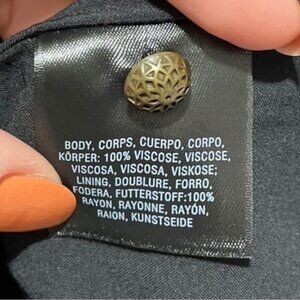 BODY, CORPS, CUERPO, CORPO,
KÖRPER: 100% VISCOSE, VISCOSE,
VISCOSA, VISCOSA, VISKOSE;
LINING, DOUBLURE, FORRO,
FODERA, FUTTERSTOFF:100%
RAYON, RAYONNE, RAYÓN,
RAION, KUNSTSEIDE